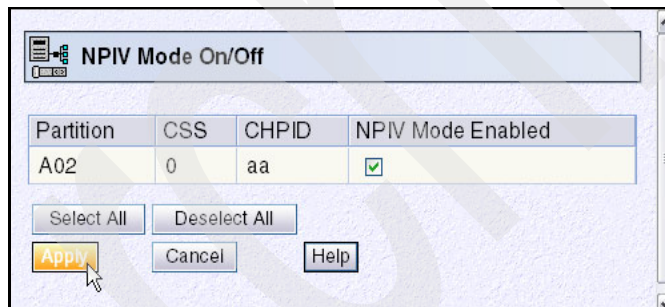 NPIV Mode On/Off
Partition CSS CHPID NPIV Mode Enabled
A02 0 aa
Select All Deselect All
Apply Cancel Help